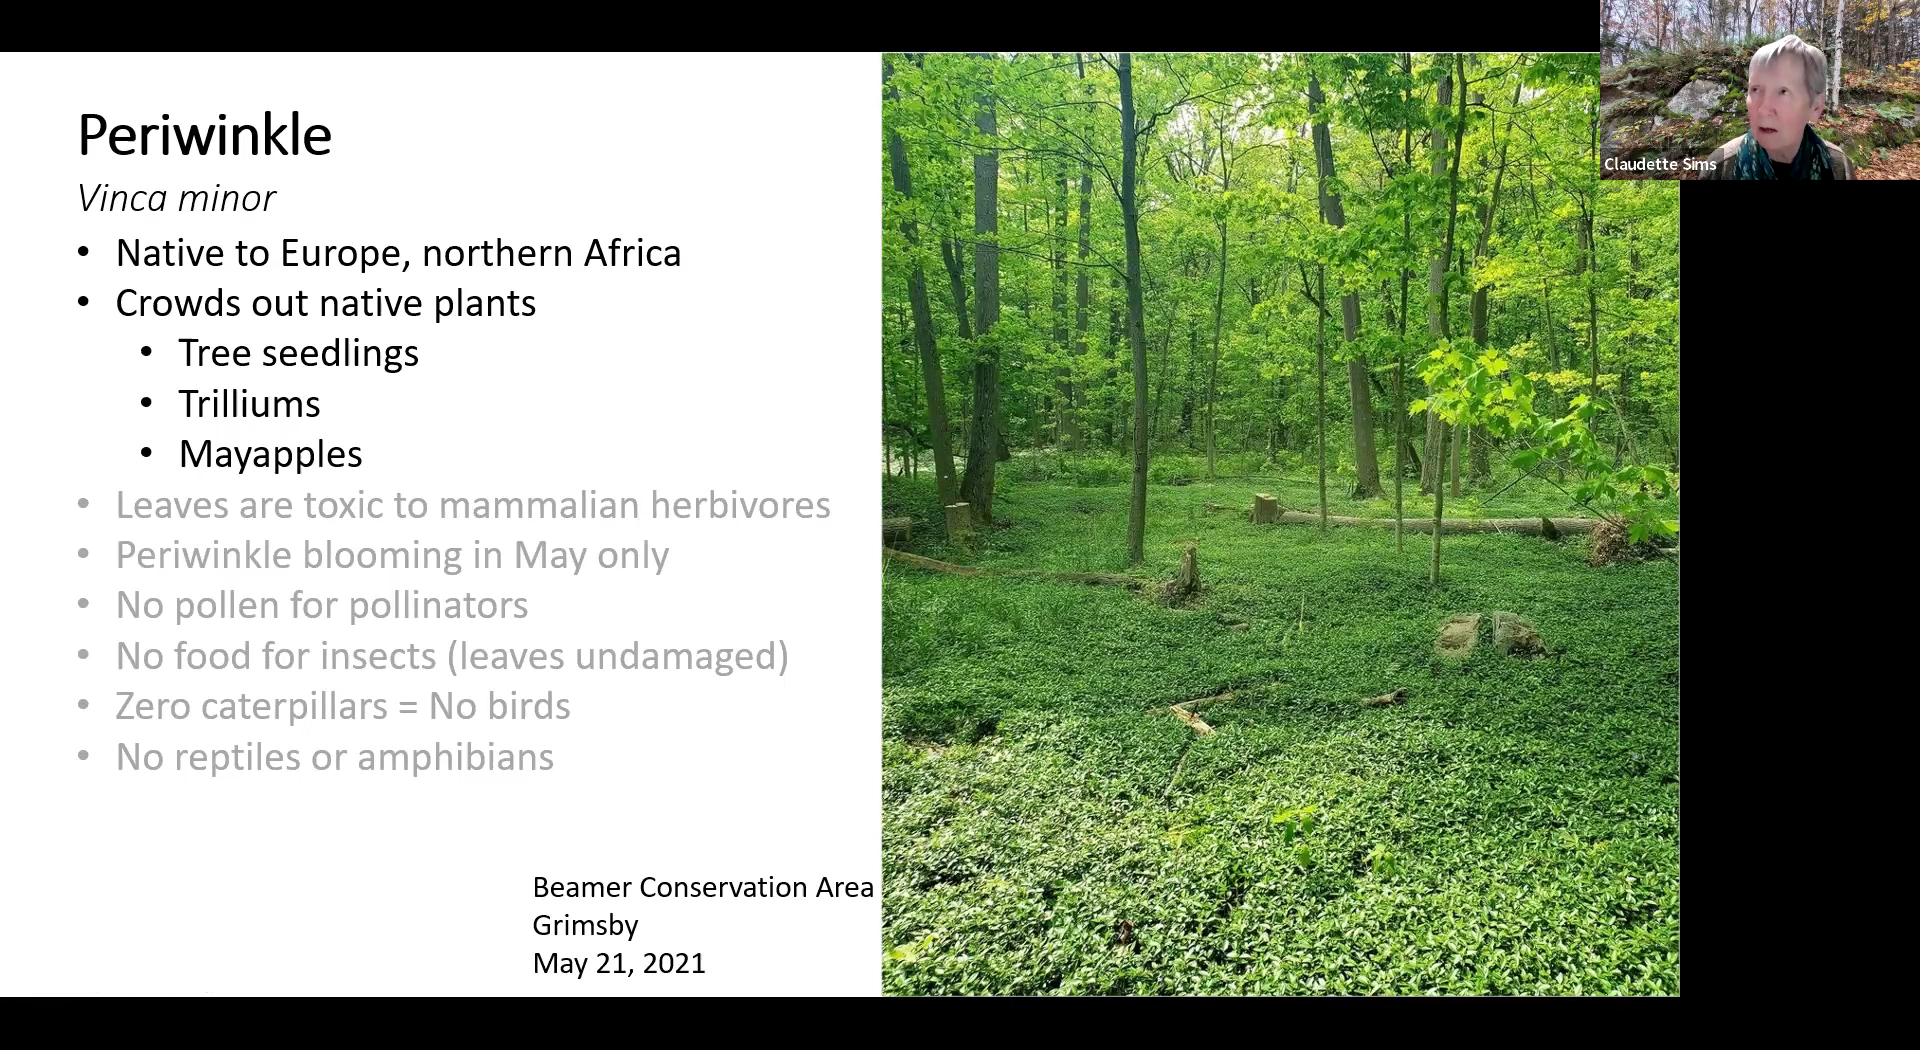 Periwinkle
Vinca minor
• Native to Europe, northern Africa
• Crowds out native plants
• Tree seedlings
• Trilliums
• Mayapples
• Leaves are toxic to mammalian herbivores
• Periwinkle blooming in May only
• No pollen for pollinators
• No food for insects (leaves undamaged)
• Zero caterpillars = No birds
• No reptiles or amphibians
Beamer Conservation Area
Grimsby
May 21, 2021
Claudette Sims